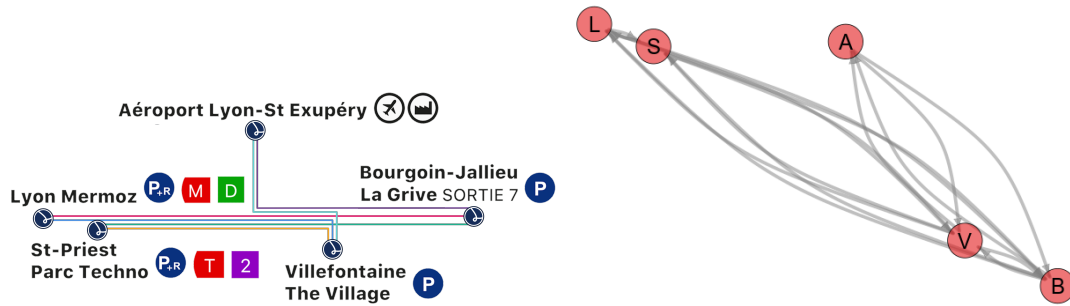 Aéroport Lyon-St Exupéry
Lyon Mermoz P+R M D
Bourgoin-Jallieu
La Grive SORTIE 7 P
St-Priest
Parc Techno P+R T 2
Villefontaine
The Village P
L
S
A
V
B